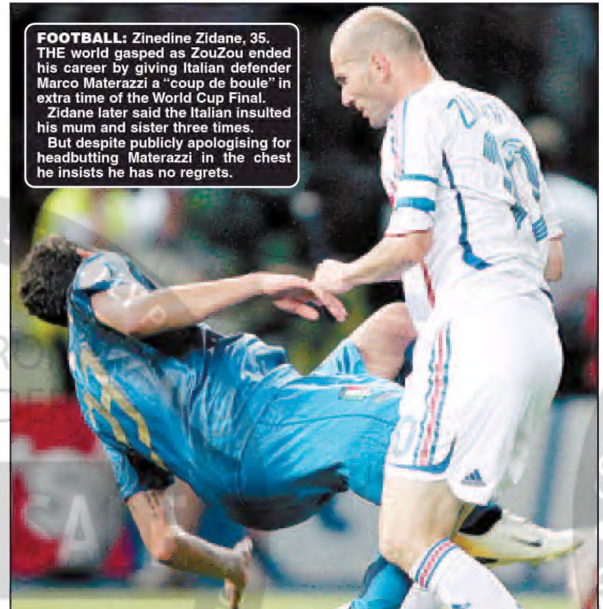 FOOTBALL: Zinedine Zidane, 35.
THE world gasped as ZouZou ended
his career by giving Italian defender
Marco Materazzi a “coup de boule” in
extra time of the World Cup Final.
Zidane later said the Italian insulted
his mum and sister three times.
But despite publicly apologising for
headbutting Materazzi in the chest
he insists he has no regrets.
10
SA